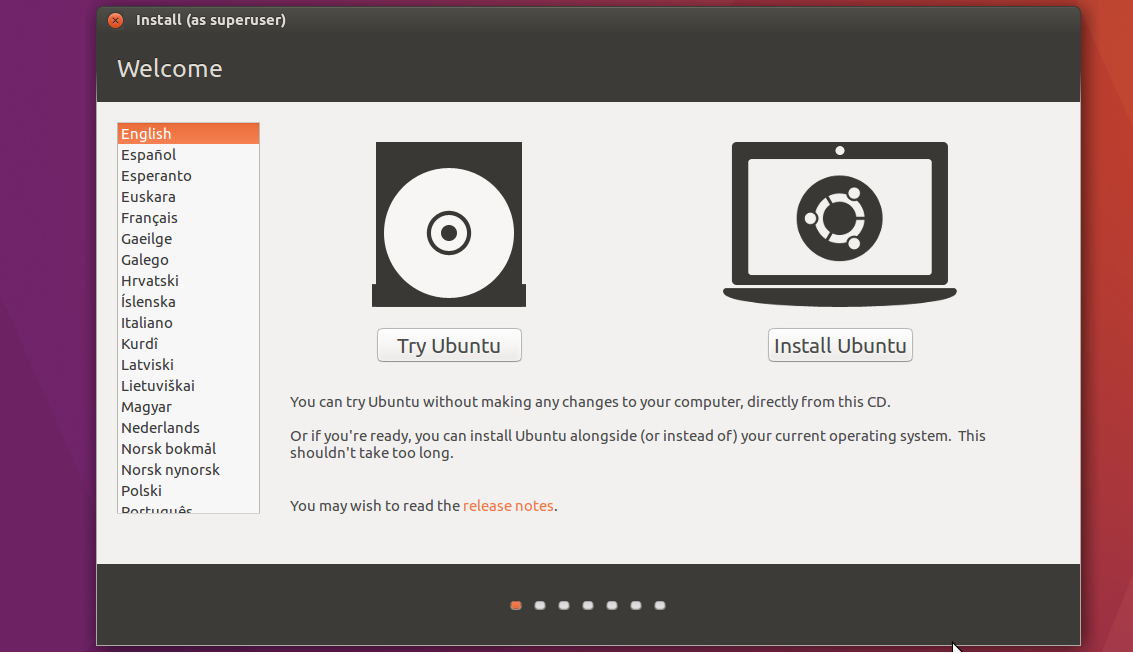 Install (as superuser)
Welcome
English
Español
Esperanto
Euskara
Français
Gaeilge
Galego
Hrvatski
Íslenska
Italiano
Kurdî
Latviski
Lietuviškai
Magyar
Nederlands
Norsk bokmål
Norsk nynorsk
Polski
Português
Try Ubuntu
Install Ubuntu
You can try Ubuntu without making any changes to your computer, directly from this CD.
Or if you're ready, you can install Ubuntu alongside (or instead of) your current operating system.  This
shouldn't take too long.
You may wish to read the release notes.